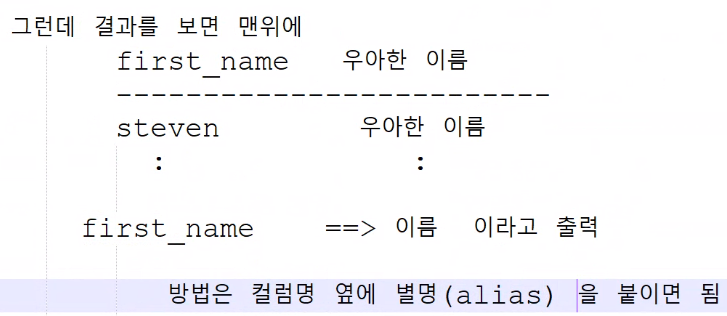 그런데 결과를 보면 맨위에
first_name 우아한 이름
--------------------------
steven 우아한 이름
: :
first_name ==> 이름 이라고 출력
방법은 컬럼명 옆에 별명(alias) 을 붙이면 됨